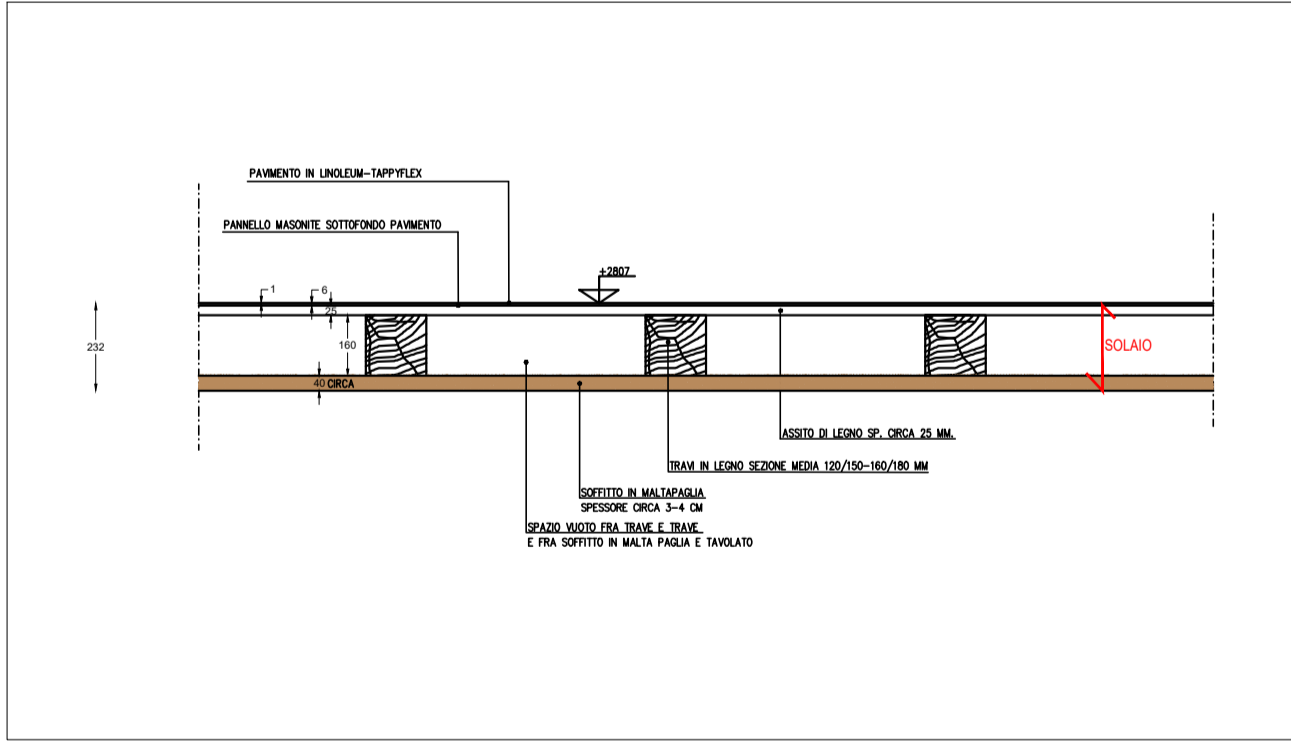 PAVIMENTO IN LINOLEUM-TAPPYFLEX
PANNELLO MASONITE SOTTOFONDO PAVIMENTO
+2807
1
6
25
232
160
SOLAIO
40 CIRCA
ASSITO DI LEGNO SP. CIRCA 25 MM.
TRAVI IN LEGNO SEZIONE MEDIA 120/150-160/180 MM
SOFFITTO IN MALTAPAGLIA
SPESSORE CIRCA 3-4 CM
SPAZIO VUOTO FRA TRAVE E TRAVE
E FRA SOFFITTO IN MALTA PAGLIA E TAVOLATO